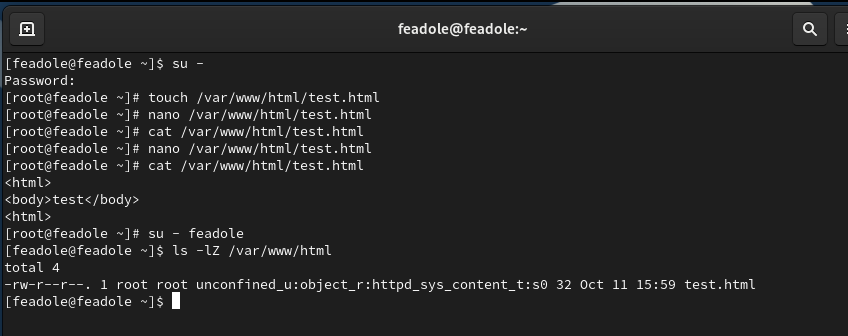 feadole@feadole:~
[feadole@feadole ~]$ su -
Password:
[root@feadole ~]# touch /var/www/html/test.html
[root@feadole ~]# nano /var/www/html/test.html
[root@feadole ~]# cat /var/www/html/test.html
[root@feadole ~]# nano /var/www/html/test.html
[root@feadole ~]# cat /var/www/html/test.html
<html>
<body>test</body>
<html>
[root@feadole ~]# su - feadole
[feadole@feadole ~]$ ls -lZ /var/www/html
total 4
-rw-r--r--. 1 root root unconfined_u:object_r:httpd_sys_content_t:s0 32 Oct 11 15:59 test.html
[feadole@feadole ~]$